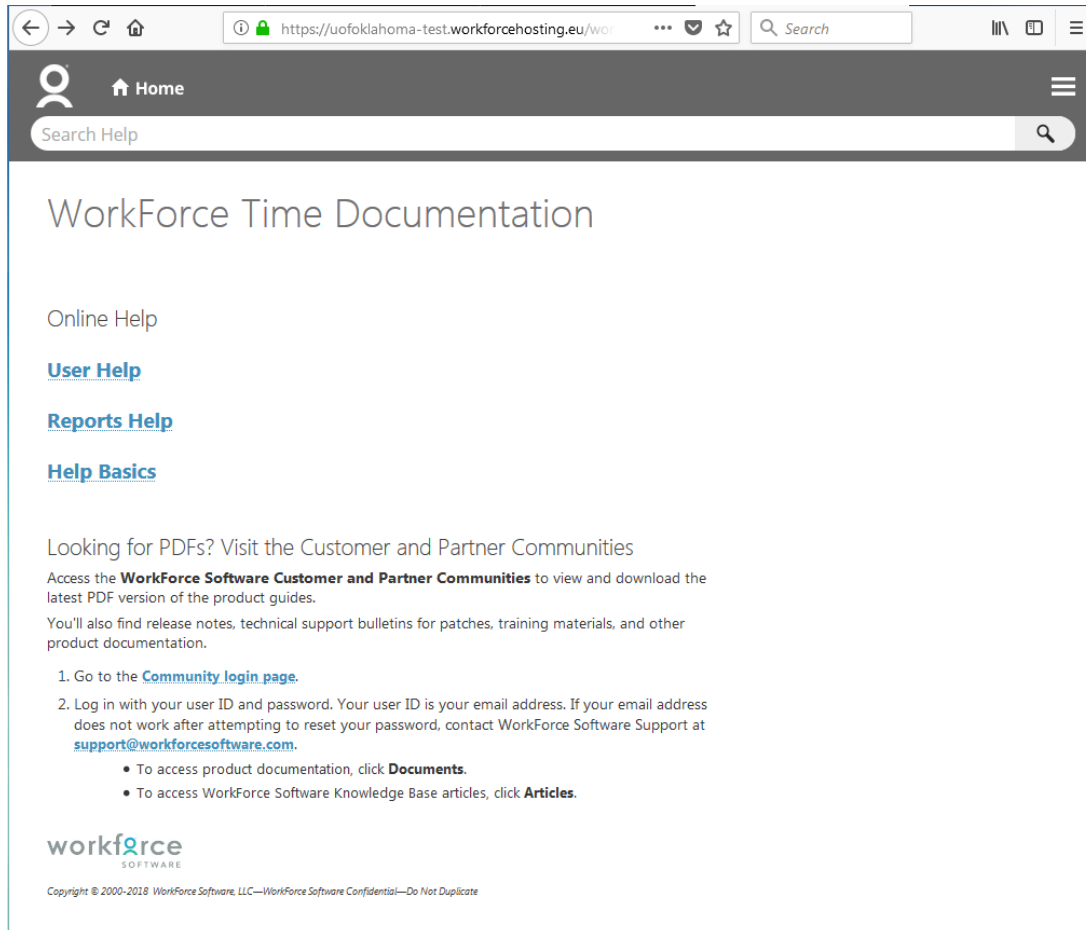 https://uofoklahoma-test.workforcehosting.eu/wor
Search
Home
Search Help
WorkForce Time Documentation
Online Help
User Help
Reports Help
Help Basics
Looking for PDFs? Visit the Customer and Partner Communities
Access the WorkForce Software Customer and Partner Communities to view and download the
latest PDF version of the product guides.
You'll also find release notes, technical support bulletins for patches, training materials, and other
product documentation.
1. Go to the Community login page.
2. Log in with your user ID and password. Your user ID is your email address. If your email address
does not work after attempting to reset your password, contact WorkForce Software Support at
support@workforcesoftware.com.
• To access product documentation, click Documents.
• To access WorkForce Software Knowledge Base articles, click Articles.
workforce
SOFTWARE
Copyright © 2000-2018 WorkForce Software, LLC—WorkForce Software Confidential—Do Not Duplicate